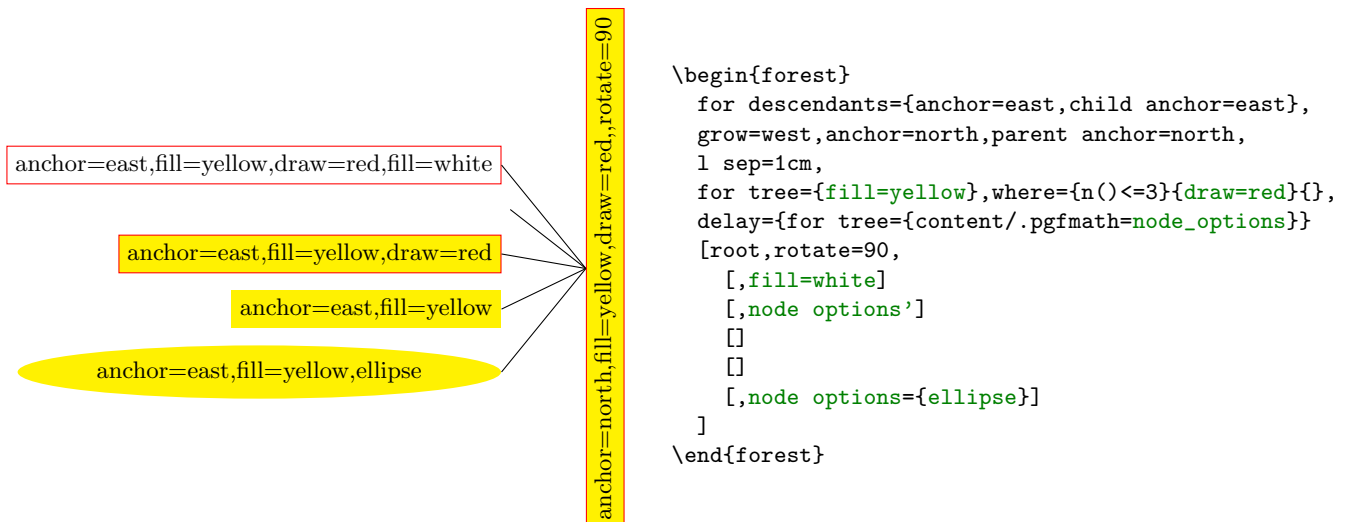 anchor=east,fill=yellow,draw=red,fill=white
anchor=east,fill=yellow,draw=red
anchor=east,fill=yellow
anchor=east,fill=yellow,ellipse
anchor=north,fill=yellow,draw=red,,rotate=90
\begin{forest}
  for descendants={anchor=east,child anchor=east},
  grow=west,anchor=north,parent anchor=north,
  l sep=1cm,
  for tree={fill=yellow},where={n()<=3}{draw=red}{},
  delay={for tree={content/.pgfmath=node_options}}
  [root,rotate=90,
    [,fill=white]
    [,node options']
    []
    []
    [,node options={ellipse}]
  ]
\end{forest}